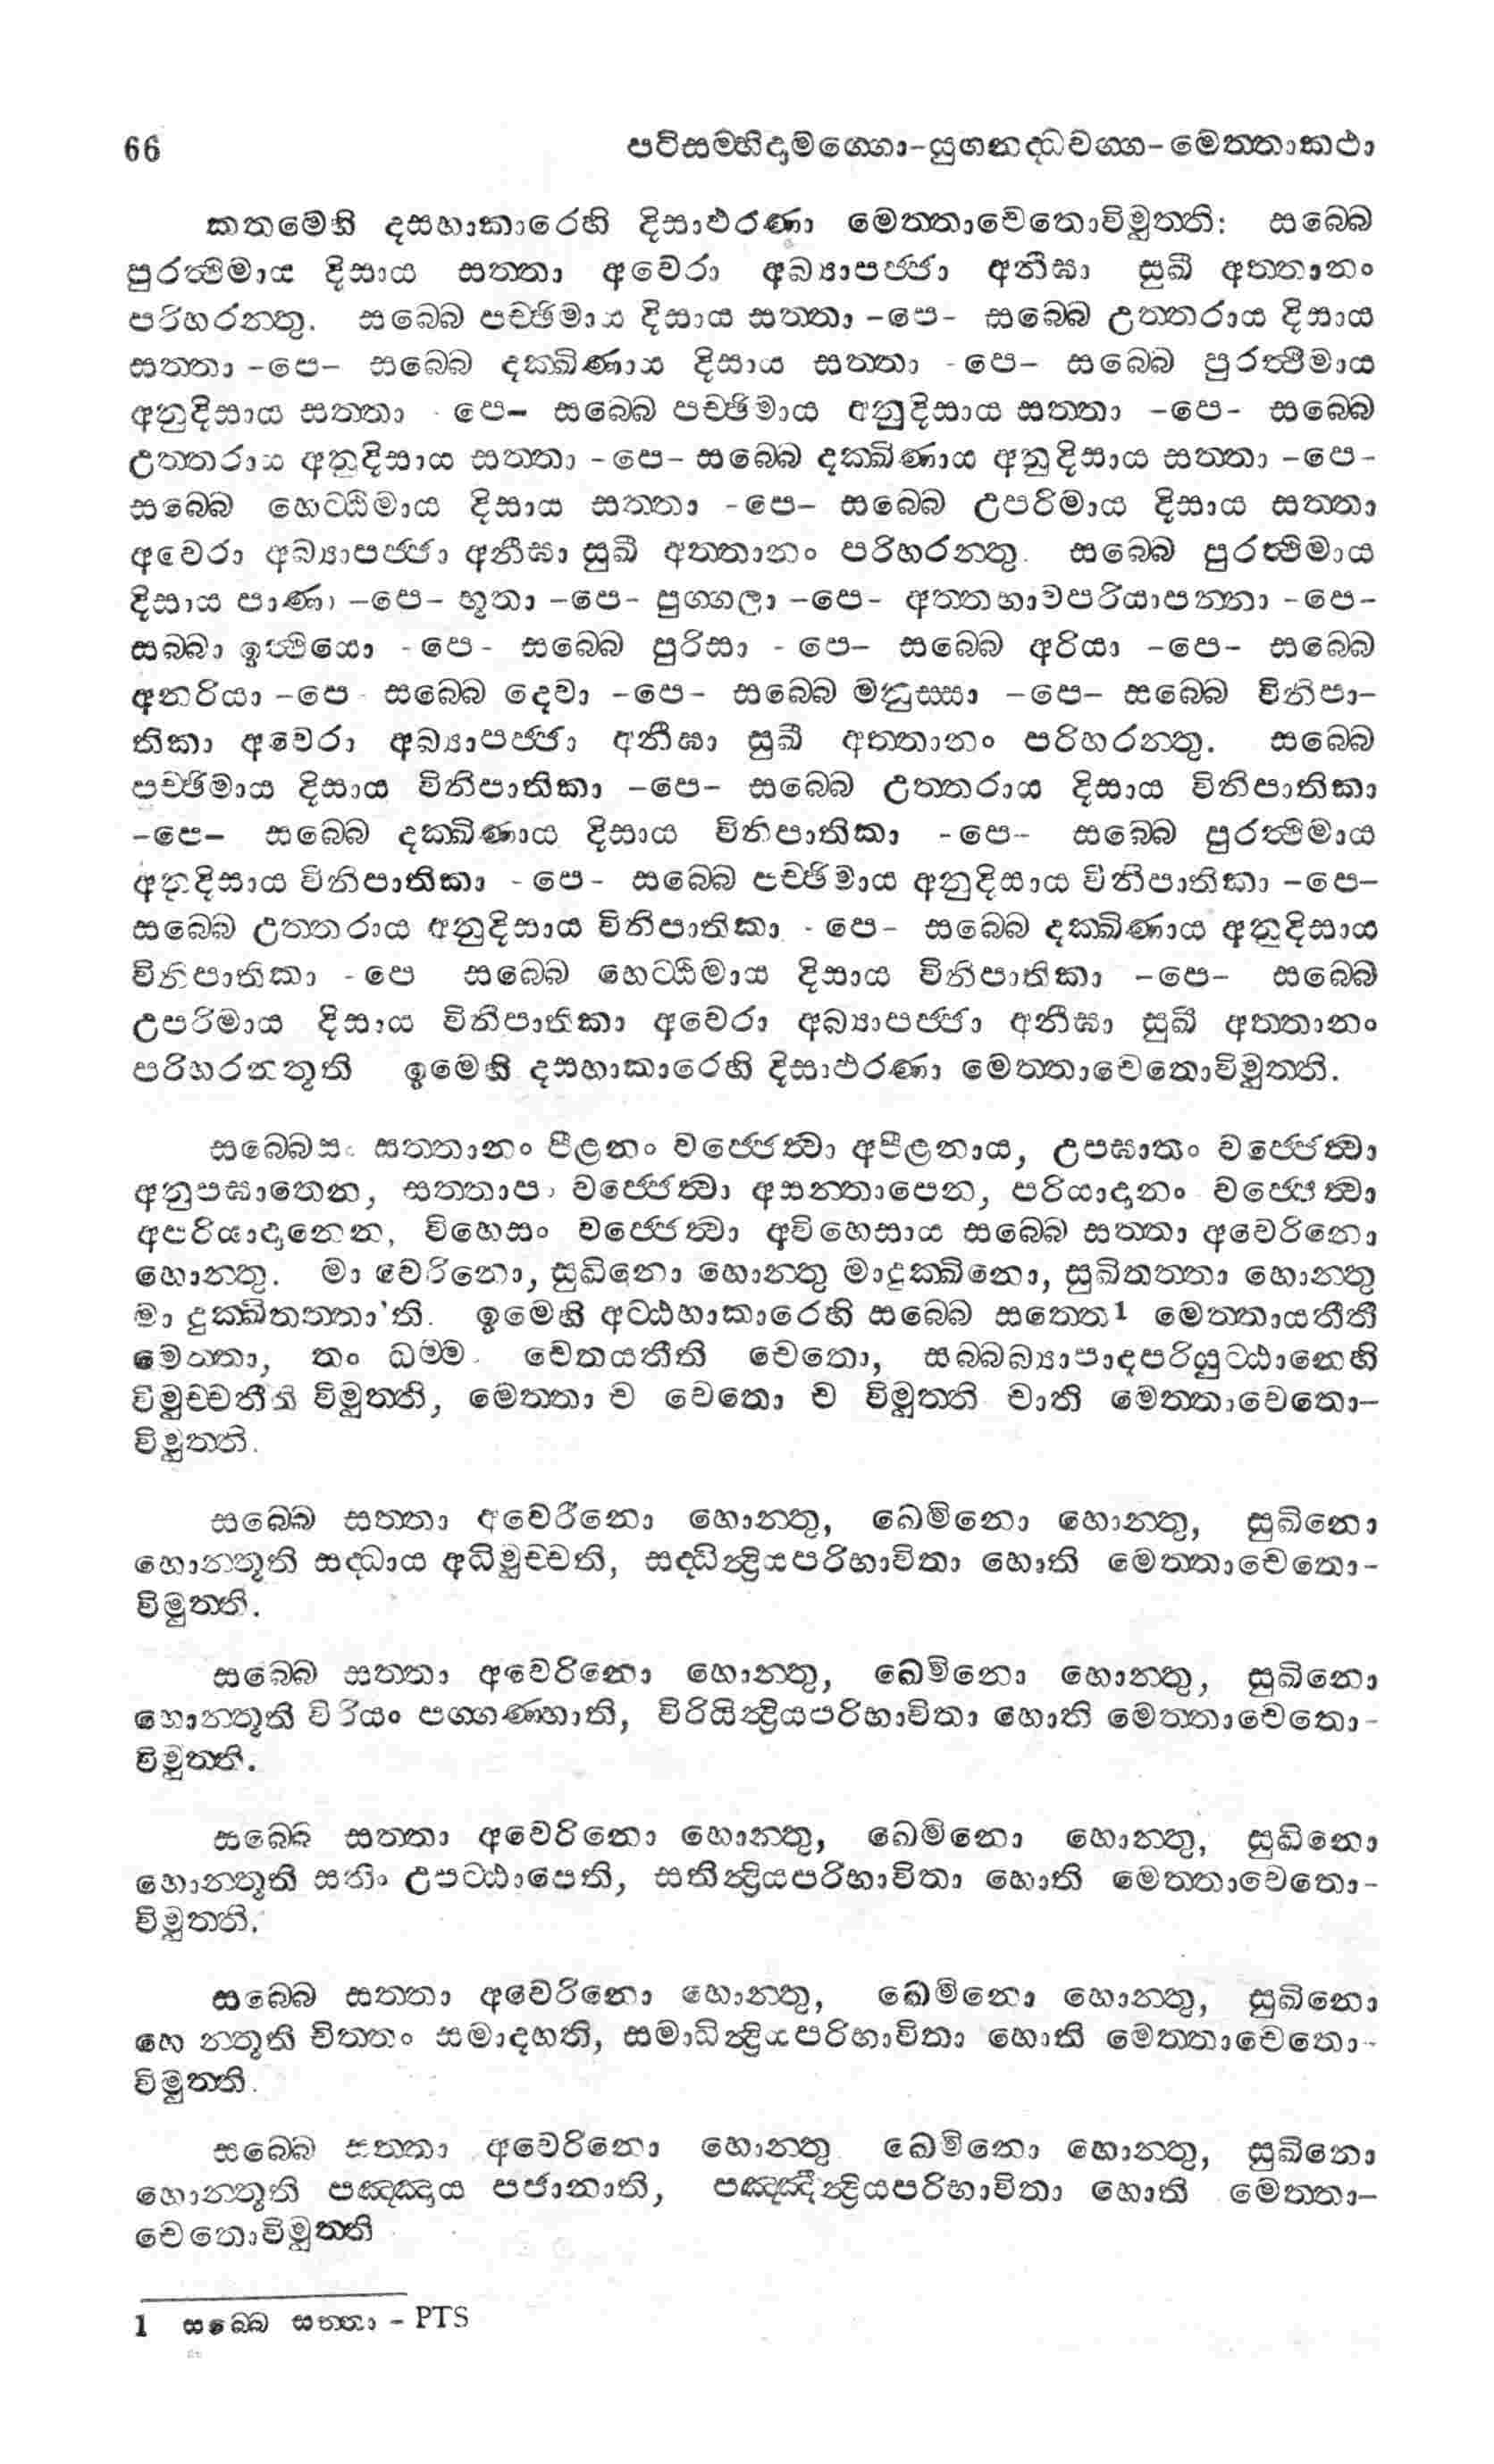 66 පටිසම්භිදාමග්ගො-යුගනද්ධවග්ග-මෙත්තාකථා
කතමෙහි දසහාකාරෙහි දිසාඵරණා මෙත්තාචෙතොවිමුත්ති: සබ්බෙ
පුරත්ථිමාය දිසාය සත්තා අවෙරා අබ්‍යාපජ්ජා අනීඝා සුඛී අත්තානං
පරිහරන්තු. සබ්බෙ පච්ඡිමාය දිසාය සත්තා -පෙ- සබ්බෙ උත්තරාය දිසාය
සත්තා -පෙ- සබ්බෙ දක්ඛිණාය දිසාය සත්තා -පෙ- සබ්බෙ පුරත්ථිමාය
අනුදිසාය සත්තා - පෙ- සබ්බෙ පච්ඡිමාය අනුදිසාය සත්තා -පෙ- සබ්බෙ
උත්තරාය අනුදිසාය සත්තා -පෙ- සබ්බෙ දක්ඛිණාය අනුදිසාය සත්තා -පෙ-
සබ්බෙ හෙට්ඨිමාය දිසාය සත්තා -පෙ- සබ්බෙ උපරිමාය දිසාය සත්තා
අවෙරා අබ්‍යාපජ්ජා අනීඝා සුඛී අත්තානං පරිහරන්තු. සබ්බෙ පුරත්ථිමාය
දිසාය පාණා -පෙ- භූතා -පෙ- පුග්ගලා -පෙ- අත්තභාවපරියාපන්නා -පෙ-
සබ්බා ඉත්ථියො -පෙ- සබ්බෙ පුරිසා -පෙ- සබ්බෙ අරියා -පෙ- සබ්බෙ
අනරියා -පෙ- සබ්බෙ දෙවා -පෙ- සබ්බෙ මනුස්සා -පෙ- සබ්බෙ විනිපා-
තිකා අවෙරා අබ්‍යාපජ්ජා අනීඝා සුඛී අත්තානං පරිහරන්තු. සබ්බෙ
පච්ඡිමාය දිසාය විනිපාතිකා -පෙ- සබ්බෙ උත්තරාය දිසාය විනිපාතිකා
-පෙ- සබ්බෙ දක්ඛිණාය දිසාය විනිපාතිකා -පෙ- සබ්බෙ පුරත්ථිමාය
අනුදිසාය විනිපාතිකා -පෙ- සබ්බෙ පච්ඡිමාය අනුදිසාය විනිපාතිකා -පෙ-
සබ්බෙ උත්තරාය අනුදිසාය විනිපාතිකා -පෙ- සබ්බෙ දක්ඛිණාය අනුදිසාය
විනිපාතිකා -පෙ සබ්බෙ හෙට්ඨිමාය දිසාය විනිපාතිකා -පෙ- සබ්බෙ
උපරිමාය දිසාය විනිපාතිකා අවෙරා අබ්‍යාපජ්ජා අනීඝා සුඛී අත්තානං
පරිහරන්තූති ඉමෙහි දසහාකාරෙහි දිසාඵරණා මෙත්තාචෙතොවිමුත්ති.
සබ්බෙසං සත්තානං පීළනං වජ්ජෙත්වා අපීළනාය, උපඝාතං වජ්ජෙත්වා
අනුපඝාතෙන, සන්තාපං වජ්ජෙත්වා අසන්තාපෙන, පරියාදානං වජ්ජෙත්වා
අපරියාදානෙන, විහෙසං වජ්ජෙත්වා අවිහෙසාය සබ්බෙ සත්තා අවෙරිනො
හොන්තු. මා වෙරිනො, සුඛිනො හොන්තු මාදුක්ඛිනො, සුඛිතත්තා හොන්තු
මා දුක්ඛිතත්තා'ති. ඉමෙහි අට්ඨහාකාරෙහි සබ්බෙ සත්තෙ1 මෙත්තායතීති
මෙත්තා, තං ධම්මං චෙතයතීති චෙතො, සබ්බබ්‍යාපාදපරියුට්ඨානෙහි
විමුච්චතීති විමුත්ති, මෙත්තා ච චෙතො ච විමුත්ති චාති මෙත්තාචෙතො-
විමුත්ති.
සබ්බෙ සත්තා අවෙරිනො හොන්තු, ඛෙමිනො හොන්තු, සුඛිනො
හොන්තූති සද්ධාය අධිමුච්චති, සද්ධින්ද්‍රියපරිභාවිතා හොති මෙත්තාචෙතො-
විමුත්ති.
සබ්බෙ සත්තා අවෙරිනො හොන්තු, ඛෙමිනො හොන්තු, සුඛිනො
හොන්තූති විරියං පග්ගණ්හාති, විරියින්ද්‍රියපරිභාවිතා හොති මෙත්තාචෙතො-
විමුත්ති.
සබ්බෙ සත්තා අවෙරිනො හොන්තු, ඛෙමිනො හොන්තු, සුඛිනො
හොන්තූති සතිං උපට්ඨාපෙති, සතින්ද්‍රියපරිභාවිතා හොති මෙත්තාචෙතො-
විමුත්ති.
සබ්බෙ සත්තා අවෙරිනො හොන්තු, ඛෙමිනො හොන්තු, සුඛිනො
හොන්තූති චිත්තං සමාදහති, සමාධින්ද්‍රියපරිභාවිතා හොති මෙත්තාචෙතො-
විමුත්ති.
සබ්බෙ සත්තා අවෙරිනො හොන්තු ඛෙමිනො හොන්තු, සුඛිනො
හොන්තූති පඤ්ඤාය පජානාති, පඤ්ඤින්ද්‍රියපරිභාවිතා හොති මෙත්තා-
චෙතොවිමුත්ති
1 සබ්බෙ සත්තා - PTS